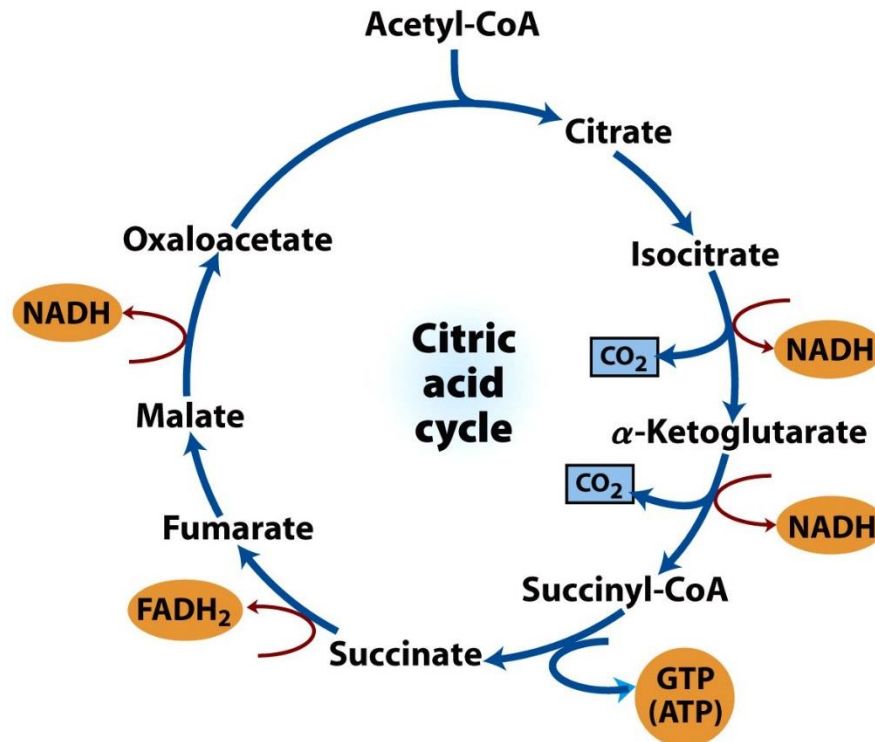 Acetyl-CoA
Citrate
Oxaloacetate
Isocitrate
NADH
Citric
acid
cycle
CO₂
NADH
Malate
α-Ketoglutarate
CO₂
NADH
Fumarate
Succinyl-CoA
FADH₂
Succinate
GTP
(ATP)